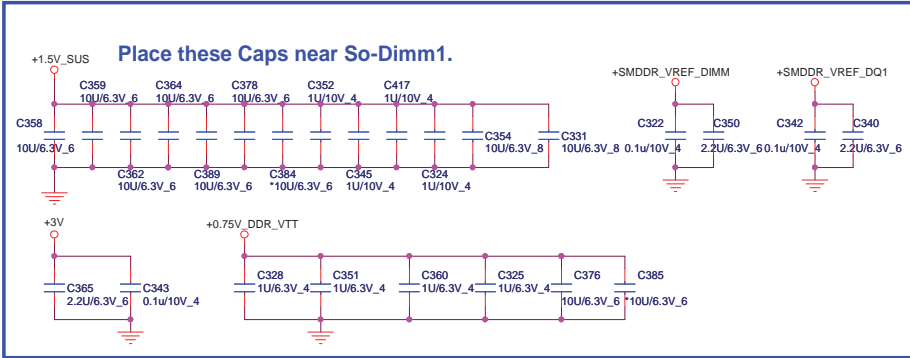 Place these Caps near So-Dimm1.
+1.5V_SUS
C359
10U/6.3V_6
C364
10U/6.3V_6
C378
10U/6.3V_6
C352
1U/10V_4
C417
1U/10V_4
C358
10U/6.3V_6
C354
10U/6.3V_8
C331
10U/6.3V_8
C362
10U/6.3V_6
C389
10U/6.3V_6
C384
*10U/6.3V_6
C345
1U/10V_4
C324
1U/10V_4
+SMDDR_VREF_DIMM
C322
0.1u/10V_4
C350
2.2U/6.3V_6
+SMDDR_VREF_DQ1
C342
0.1u/10V_4
C340
2.2U/6.3V_6
+3V
C365
2.2U/6.3V_6
C343
0.1u/10V_4
+0.75V_DDR_VTT
C328
1U/6.3V_4
C351
1U/6.3V_4
C360
1U/6.3V_4
C325
1U/6.3V_4
C376
10U/6.3V_6
C385
*10U/6.3V_6